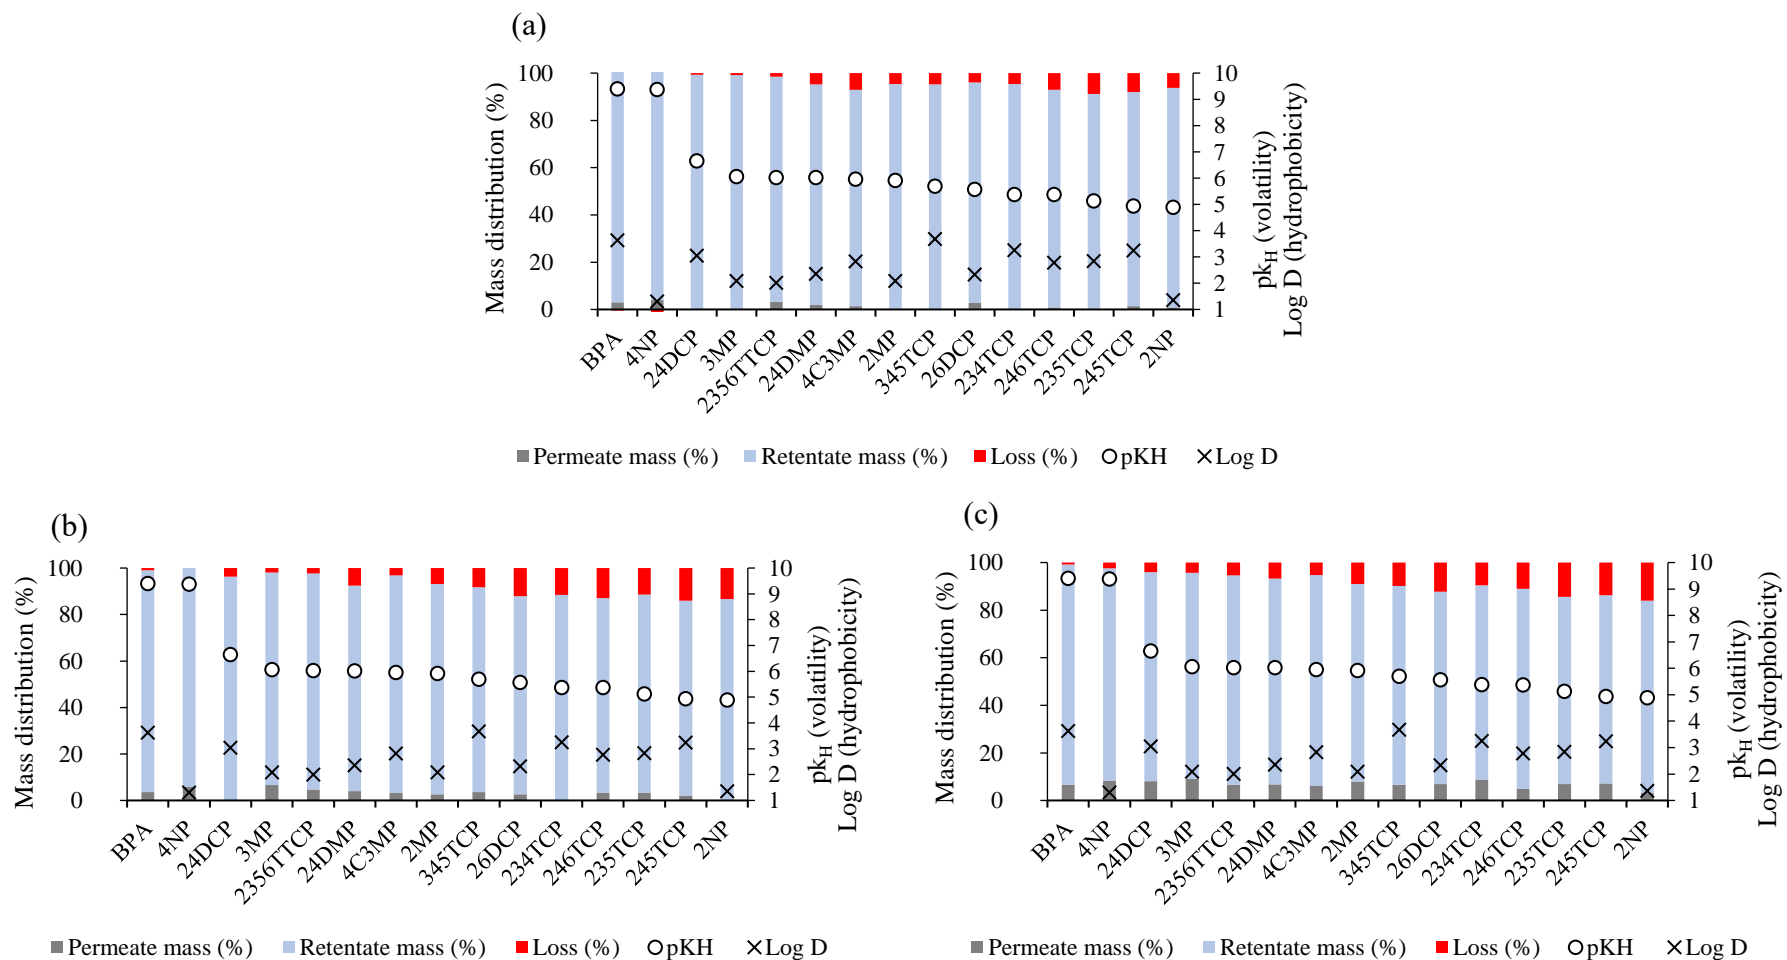 (a)
Mass distribution (%)
100
80
60
40
20
0
10
9
8
7
6
5
4
3
2
1
pk_H (volatility)
Log D (hydrophobicity)
BPA
4NP
24DCP
3MP
2356TTCP
24DMP
4C3MP
2MP
345TCP
26DCP
234TCP
246TCP
235TCP
245TCP
2NP
Permeate mass (%) Retentate mass (%) Loss (%) pKH Log D
(b)
Mass distribution (%)
100
80
60
40
20
0
10
9
8
7
6
5
4
3
2
1
pk_H (volatility)
Log D (hydrophobicity)
BPA
4NP
24DCP
3MP
2356TTCP
24DMP
4C3MP
2MP
345TCP
26DCP
234TCP
246TCP
235TCP
245TCP
2NP
Permeate mass (%) Retentate mass (%) Loss (%) pKH Log D
(c)
Mass distribution (%)
100
80
60
40
20
0
10
9
8
7
6
5
4
3
2
1
pk_H (volatility)
Log D (hydrophobicity)
BPA
4NP
24DCP
3MP
2356TTCP
24DMP
4C3MP
2MP
345TCP
26DCP
234TCP
246TCP
235TCP
245TCP
2NP
Permeate mass (%) Retentate mass (%) Loss (%) pKH Log D